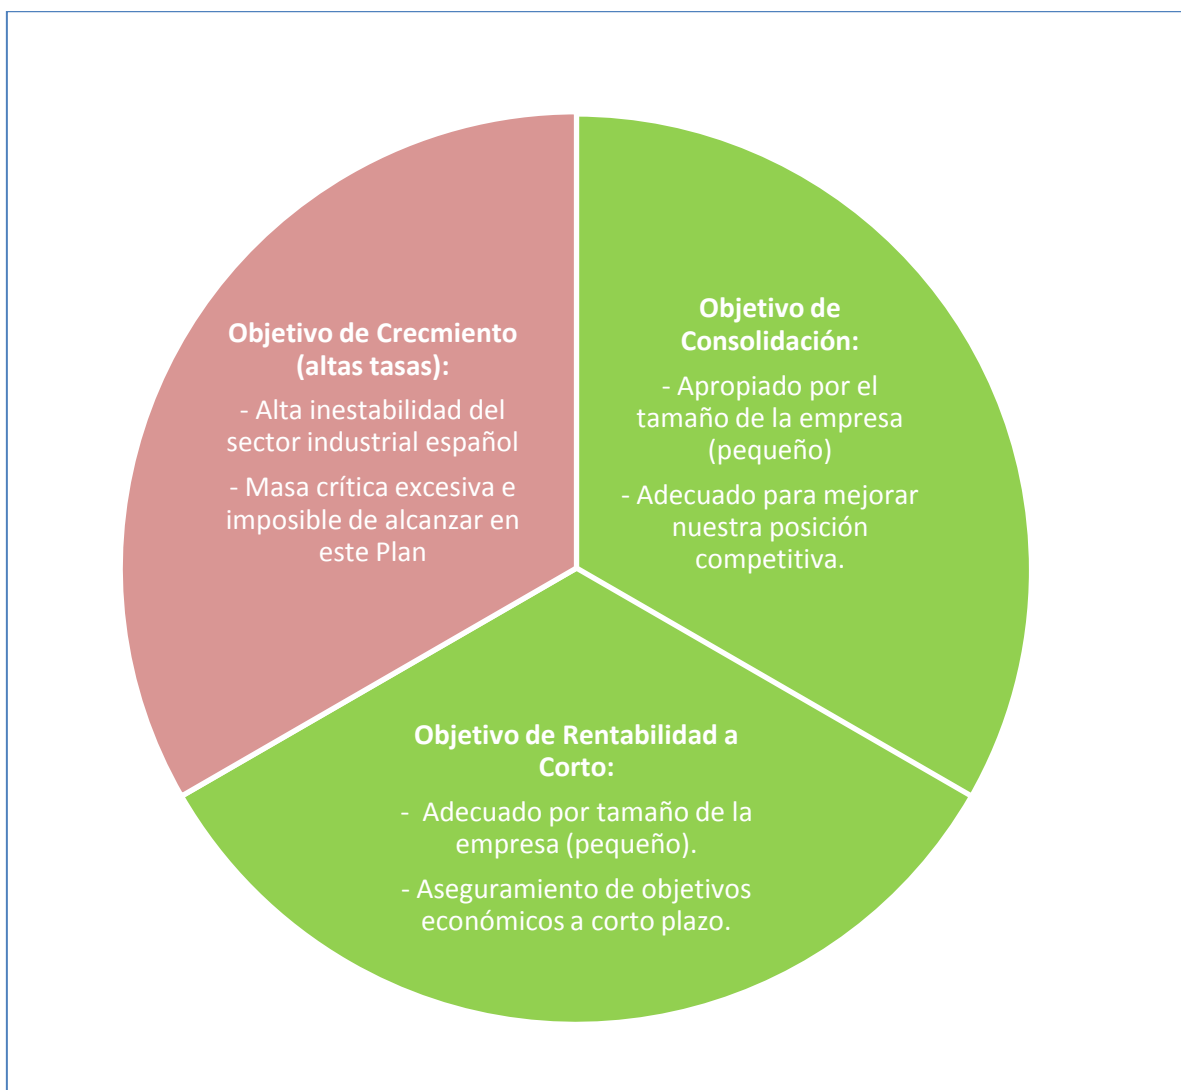 Objetivo de Crecmiento
(altas tasas):
- Alta inestabilidad del
sector industrial español
- Masa crítica excesiva e
imposible de alcanzar en
este Plan
Objetivo de
Consolidación:
- Apropiado por el
tamaño de la empresa
(pequeño)
- Adecuado para mejorar
nuestra posición
competitiva.
Objetivo de Rentabilidad a
Corto:
-  Adecuado por tamaño de la
empresa (pequeño).
- Aseguramiento de objetivos
económicos a corto plazo.